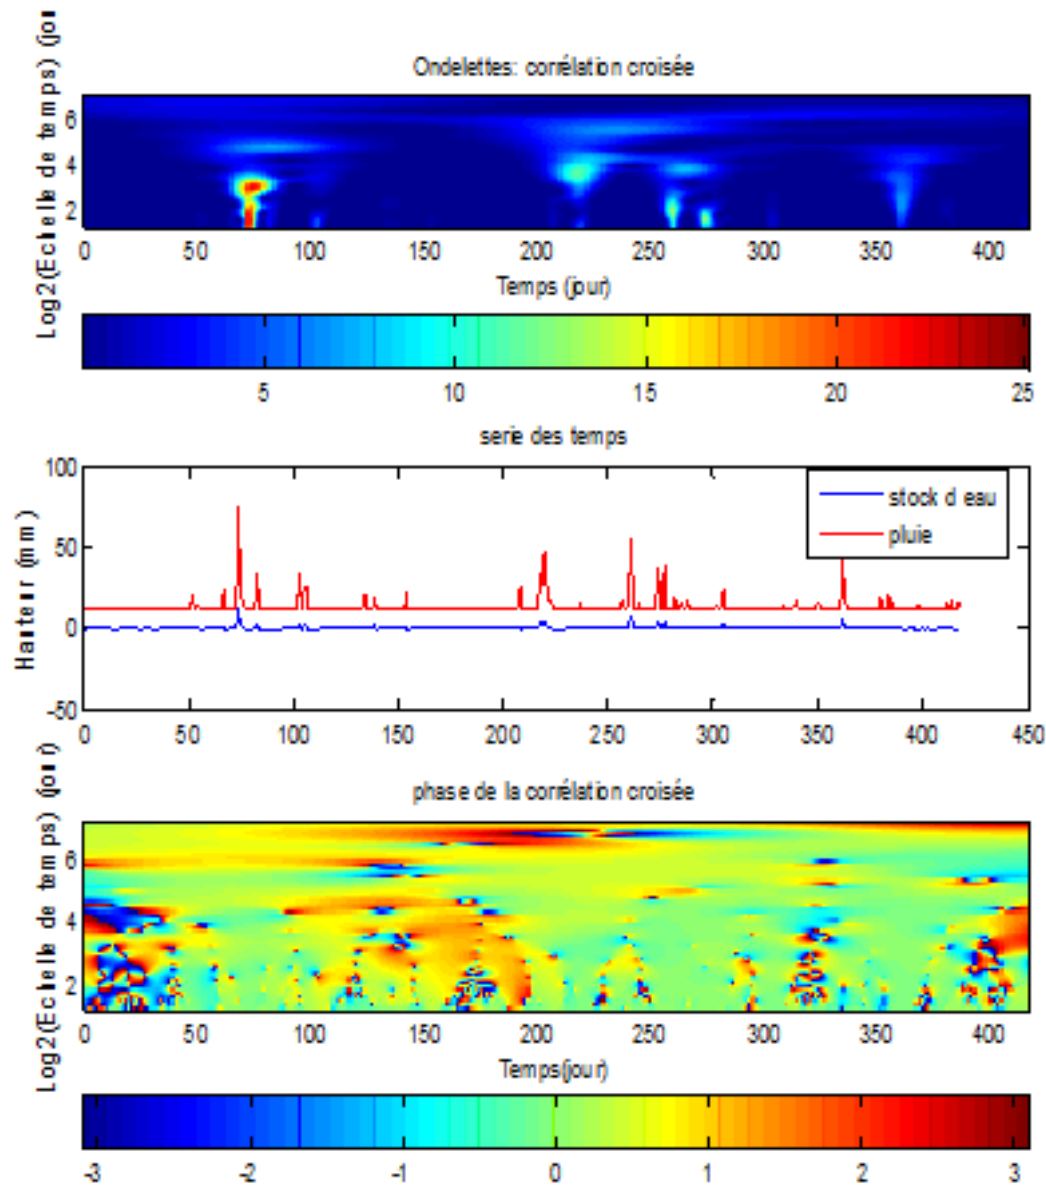 Ondelettes: corrélation croisée
Log2(Echelle de temps) (jou
6
4
2
0 50 100 150 200 250 300 350 400
Temps (jour)
5 10 15 20 25
serie des temps
Hauteur (mm)
100
50
0
-50
stock d eau
pluie
0 50 100 150 200 250 300 350 400 450
phase de la corrélation croisée
Log2(Echelle de temps) (jour)
6
4
2
0 50 100 150 200 250 300 350 400
Temps(jour)
-3 -2 -1 0 1 2 3